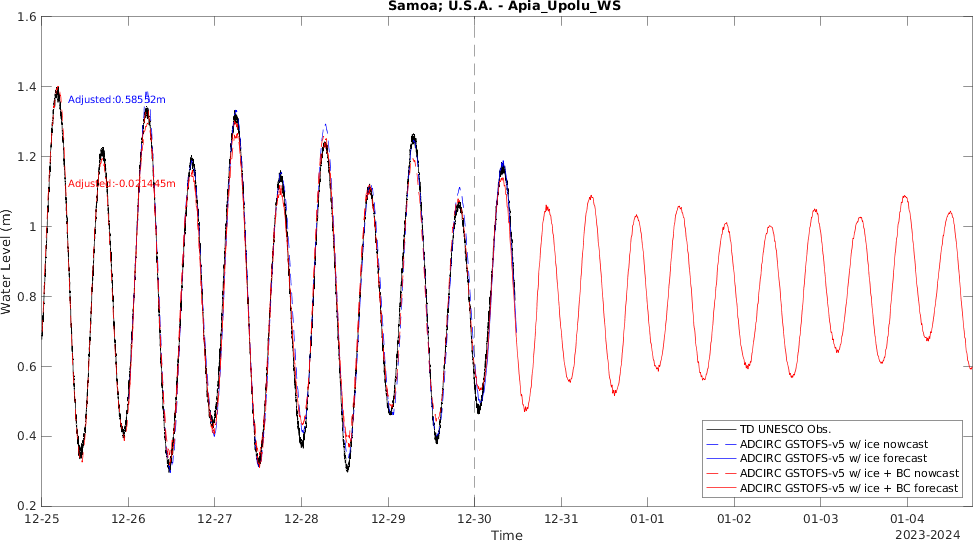 Samoa; U.S.A. - Apia_Upolu_WS
1.6
1.4
1.2
1
0.8
0.6
0.4
0.2
Water Level (m)
Adjusted:0.58552m
Adjusted:-0.021445m
TD UNESCO Obs.
ADCIRC GSTOFS-v5 w/ ice nowcast
ADCIRC GSTOFS-v5 w/ ice forecast
ADCIRC GSTOFS-v5 w/ ice + BC nowcast
ADCIRC GSTOFS-v5 w/ ice + BC forecast
12-25 12-26 12-27 12-28 12-29 12-30 12-31 01-01 01-02 01-03 01-04
Time
2023-2024